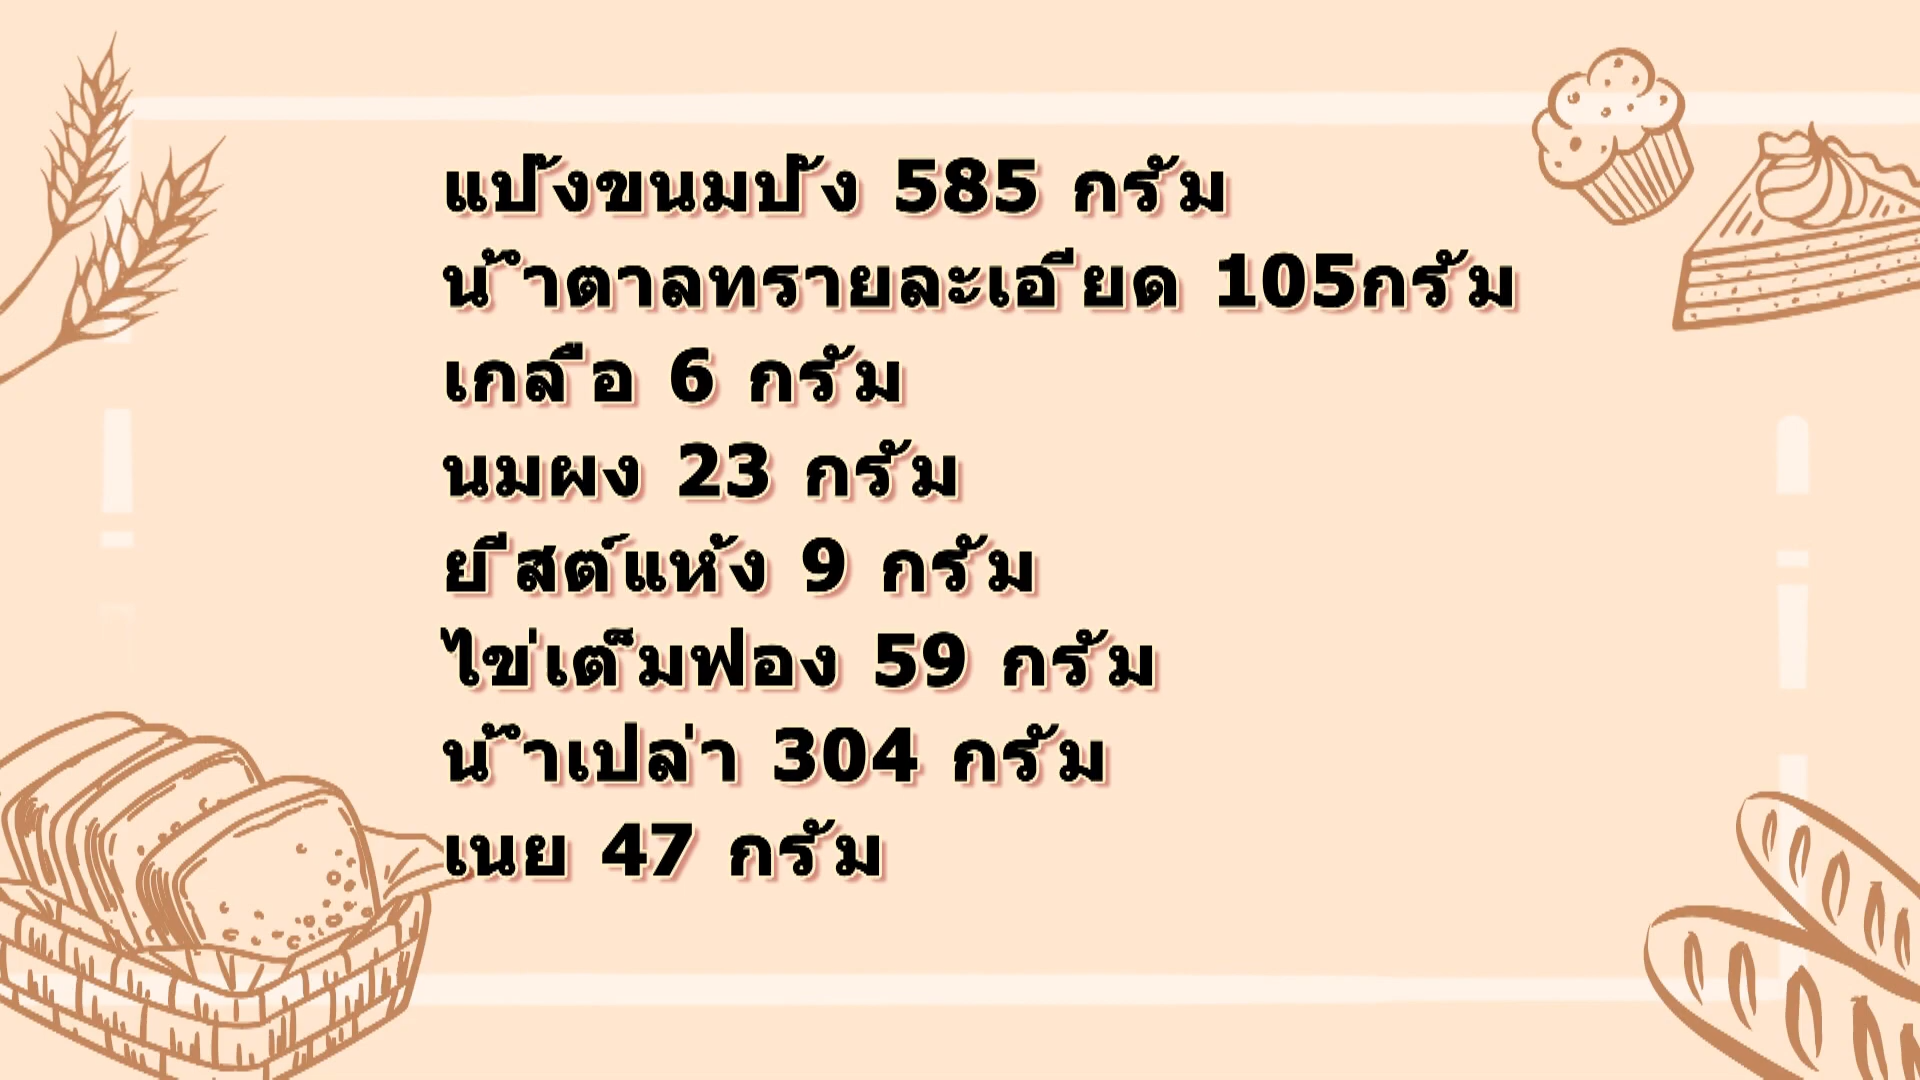 แป้งขนมปัง 585 กรัม
น้ำตาลทรายละเอียด 105กรัม
เกลือ 6 กรัม
นมผง 23 กรัม
ยีสต์แห้ง 9 กรัม
ไข่เต็มฟอง 59 กรัม
น้ำเปล่า 304 กรัม
เนย 47 กรัม